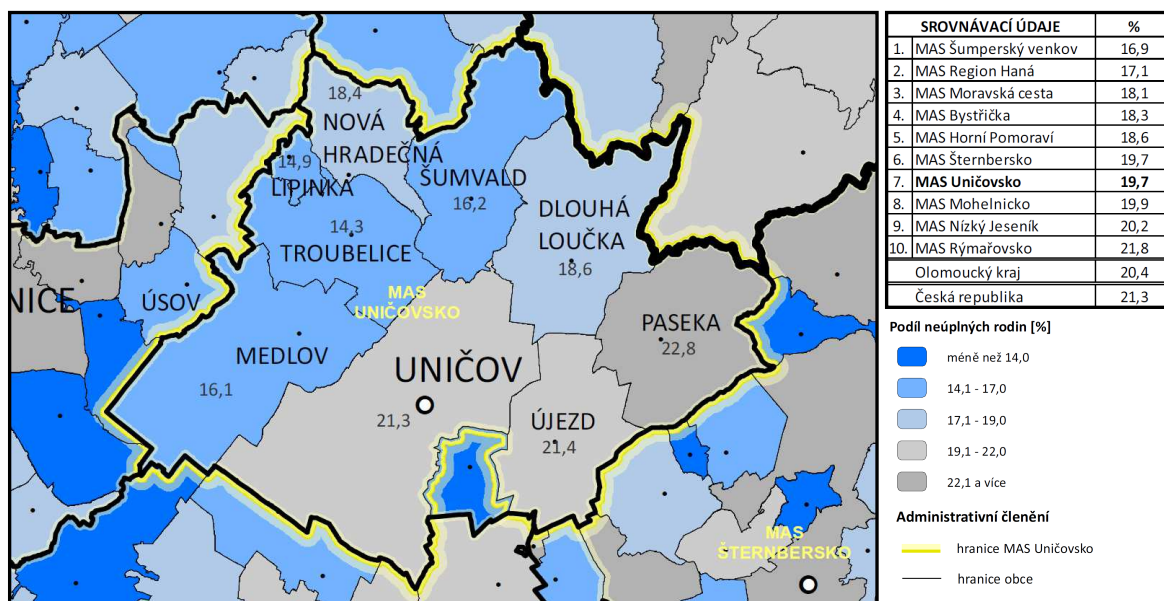 18,4
NOVÁ
HRADEČNÁ
14,9
LIPINKA
ŠUMVALD
16,2
14,3
TROUBELICE
DLOUHÁ
LOUČKA
18,6
NICE
ÚSOV
MAS
UNIČOVSKO
PASEKA
22,8
MEDLOV
16,1
UNIČOV
21,3
ÚJEZD
21,4
MAS
ŠTERNBERSKO
SROVNÁVACÍ ÚDAJE %
1. MAS Šumperský venkov 16,9
2. MAS Region Haná 17,1
3. MAS Moravská cesta 18,1
4. MAS Bystřička 18,3
5. MAS Horní Pomoraví 18,6
6. MAS Šternbersko 19,7
7. MAS Uničovsko 19,7
8. MAS Mohelnicko 19,9
9. MAS Nízký Jeseník 20,2
10. MAS Rýmařovsko 21,8
Olomoucký kraj 20,4
Česká republika 21,3
Podíl neúplných rodin [%]
méně než 14,0
14,1 - 17,0
17,1 - 19,0
19,1 - 22,0
22,1 a více
Administrativní členění
hranice MAS Uničovsko
hranice obce